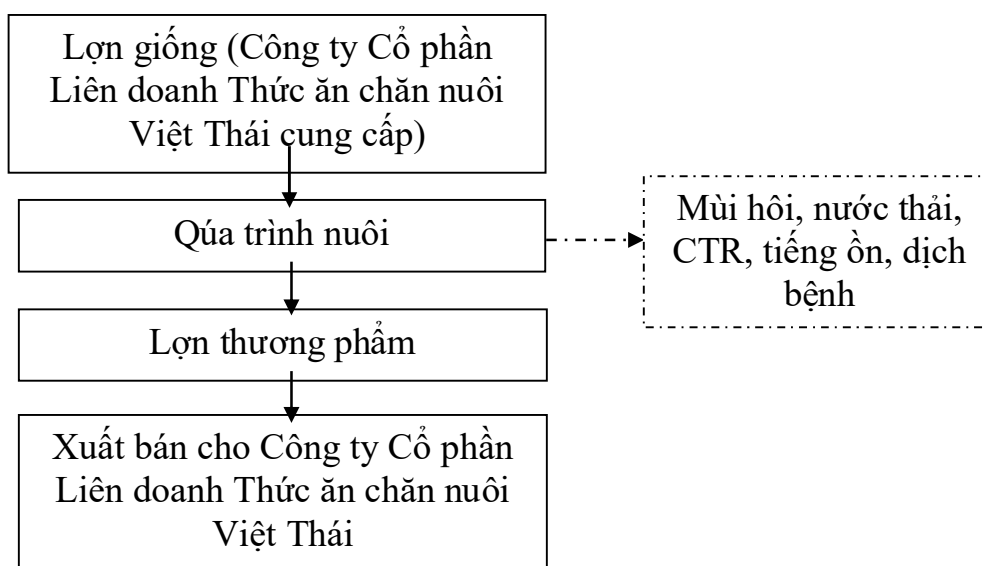 Lợn giống (Công ty Cổ phần
Liên doanh Thức ăn chăn nuôi
Việt Thái cung cấp)
Qúa trình nuôi
Mùi hôi, nước thải,
CTR, tiếng ồn, dịch
bệnh
Lợn thương phẩm
Xuất bán cho Công ty Cổ phần
Liên doanh Thức ăn chăn nuôi
Việt Thái